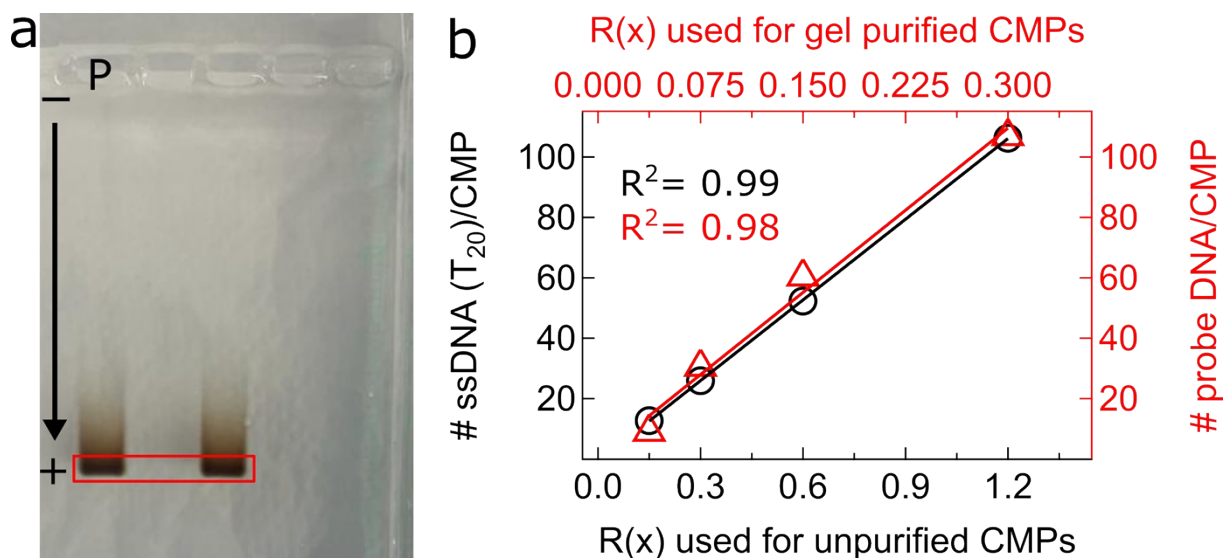 a
P
−
+
b
R(x) used for gel purified CMPs
0.000 0.075 0.150 0.225 0.300
# ssDNA (T₂₀)/CMP
100
80
60
40
20
R²= 0.99
R²= 0.98
100
80
60
40
20
# probe DNA/CMP
0.0 0.3 0.6 0.9 1.2
R(x) used for unpurified CMPs